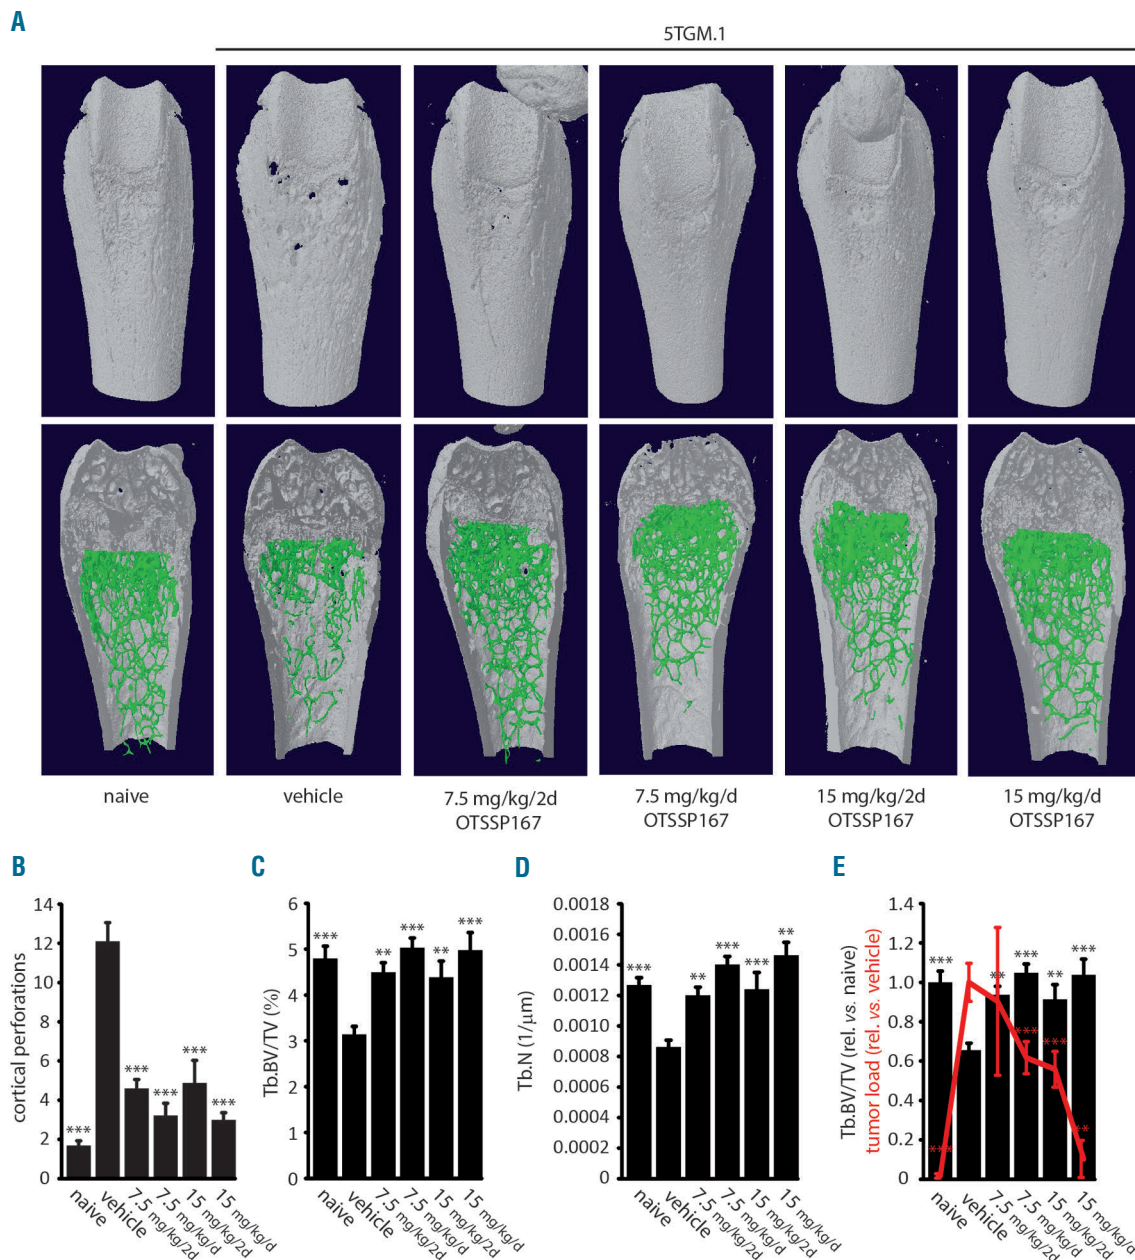 A
5TGM.1
naive
vehicle
7.5 mg/kg/2d
OTSSP167
7.5 mg/kg/d
OTSSP167
15 mg/kg/2d
OTSSP167
15 mg/kg/d
OTSSP167
B
cortical perforations
14
12
10
8
6
4
2
0
***
***
***
***
***
naive
vehicle
7.5 mg/kg/2d
7.5 mg/kg/d
15 mg/kg/2d
15 mg/kg/d
C
Tb.BV/TV (%)
6
5
4
3
2
1
0
***
**
***
**
***
naive
vehicle
7.5 mg/kg/2d
7.5 mg/kg/d
15 mg/kg/2d
15 mg/kg/d
D
Tb.N (1/μm)
0.0018
0.0016
0.0014
0.0012
0.0010
0.0008
0.0006
0.0004
0.0002
0
***
**
***
***
**
naive
vehicle
7.5 mg/kg/2d
7.5 mg/kg/d
15 mg/kg/2d
15 mg/kg/d
E
Tb.BV/TV (rel. vs. naive)
tumor load (rel. vs. vehicle)
1.4
1.2
1.0
0.8
0.6
0.4
0.2
0
***
**
***
**
***
***
***
***
**
naive
vehicle
7.5 mg/kg/2d
7.5 mg/kg/d
15 mg/kg/2d
15 mg/kg/d